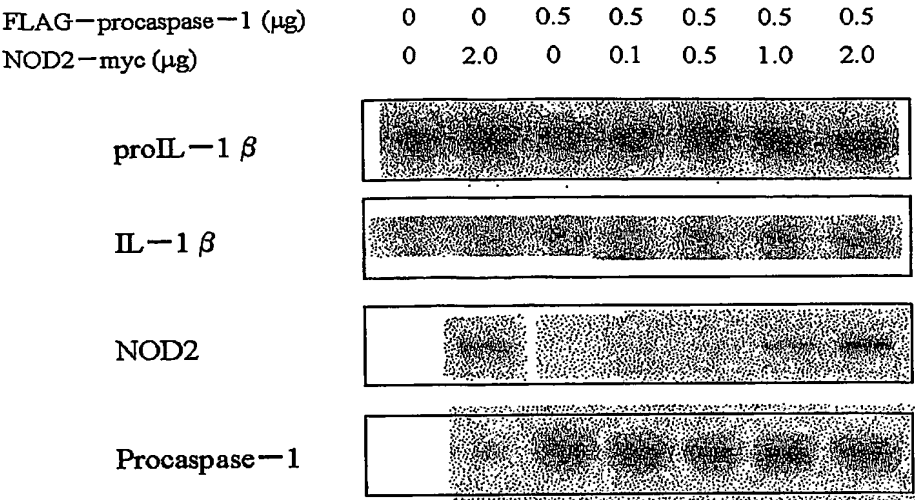 FLAG−procaspase−1 (μg) 0 0 0.5 0.5 0.5 0.5 0.5
NOD2−myc (μg) 0 2.0 0 0.1 0.5 1.0 2.0
proIL−1 β
IL−1 β
NOD2
Procaspase−1